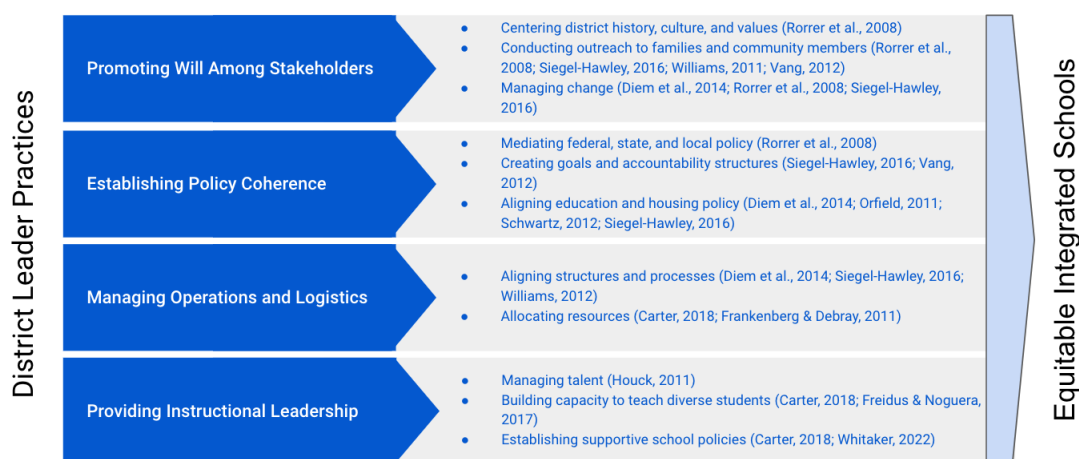 District Leader Practices
Promoting Will Among Stakeholders
● Centering district history, culture, and values (Rorrer et al., 2008)
● Conducting outreach to families and community members (Rorrer et al.,
2008; Siegel-Hawley, 2016; Williams, 2011; Vang, 2012)
● Managing change (Diem et al., 2014; Rorrer et al., 2008; Siegel-Hawley,
2016)
Establishing Policy Coherence
● Mediating federal, state, and local policy (Rorrer et al., 2008)
● Creating goals and accountability structures (Siegel-Hawley, 2016; Vang,
2012)
● Aligning education and housing policy (Diem et al., 2014; Orfield, 2011;
Schwartz, 2012; Siegel-Hawley, 2016)
Managing Operations and Logistics
● Aligning structures and processes (Diem et al., 2014; Siegel-Hawley, 2016;
Williams, 2012)
● Allocating resources (Carter, 2018; Frankenberg & Debray, 2011)
Providing Instructional Leadership
● Managing talent (Houck, 2011)
● Building capacity to teach diverse students (Carter, 2018; Freidus & Noguera,
2017)
● Establishing supportive school policies (Carter, 2018; Whitaker, 2022)
Equitable Integrated Schools